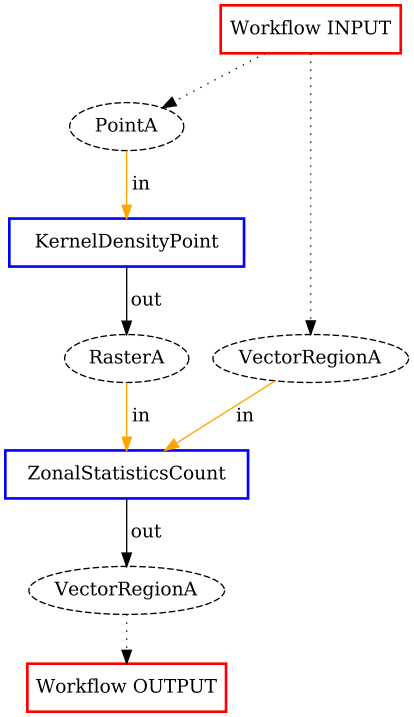 Workflow INPUT
PointA
in
KernelDensityPoint
out
RasterA
VectorRegionA
in
in
ZonalStatisticsCount
out
VectorRegionA
Workflow OUTPUT